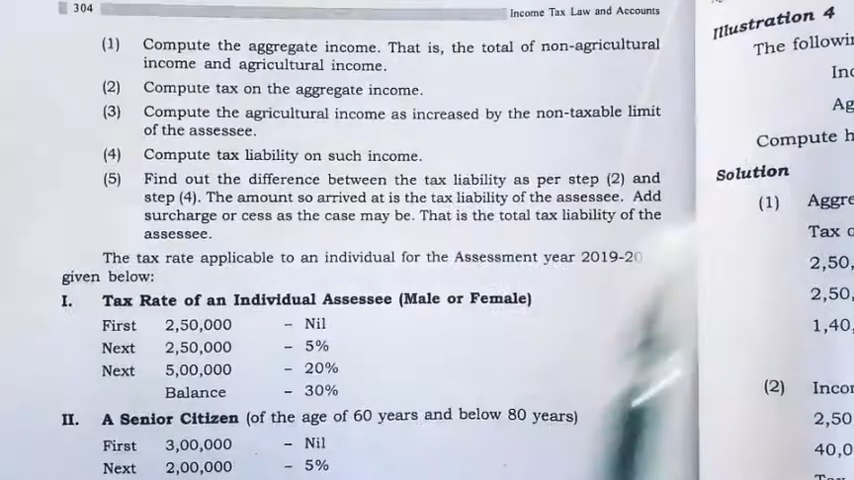 304
Income Tax Law and Accounts
(1) Compute the aggregate income. That is, the total of non-agricultural
income and agricultural income.
(2) Compute tax on the aggregate income.
(3) Compute the agricultural income as increased by the non-taxable limit
of the assessee.
(4) Compute tax liability on such income.
(5) Find out the difference between the tax liability as per step (2) and
step (4). The amount so arrived at is the tax liability of the assessee. Add
surcharge or cess as the case may be. That is the total tax liability of the
assessee.
The tax rate applicable to an individual for the Assessment year 2019-20
given below:
I. Tax Rate of an Individual Assessee (Male or Female)
First 2,50,000 – Nil
Next 2,50,000 – 5%
Next 5,00,000 – 20%
Balance – 30%
II. A Senior Citizen (of the age of 60 years and below 80 years)
First 3,00,000 – Nil
Next 2,00,000 – 5%
Illustration 4
The
Compute
Solution
(1)
Tax
2,50,
2,50,
1,40,
(2)
2,50
40,0